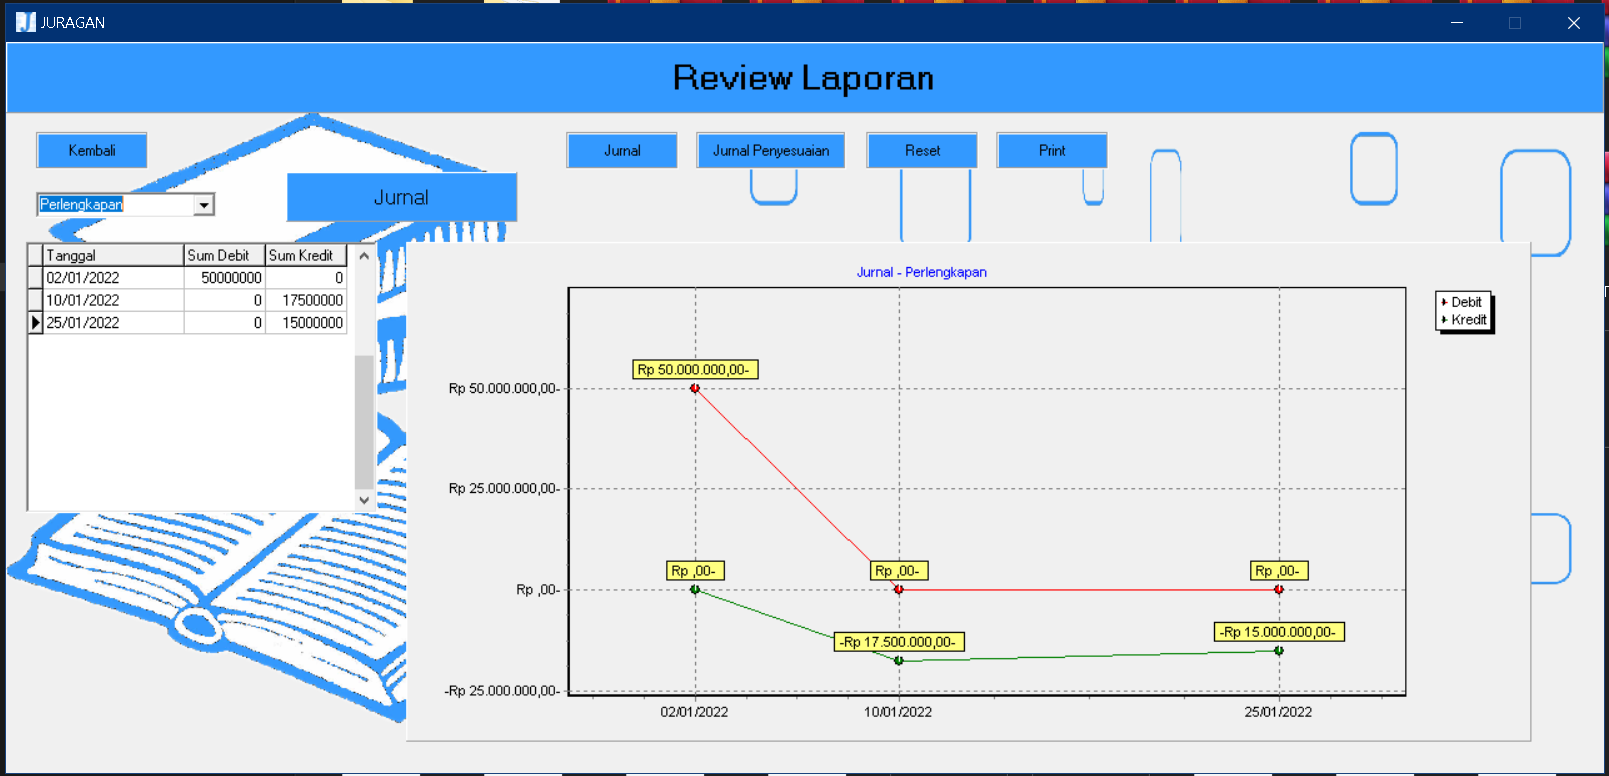 JURAGAN
Review Laporan
Kembali
Jurnal
Jurnal Penyesuaian
Reset
Print
Perlengkapan
Jurnal
Tanggal Sum Debit Sum Kredit
02/01/2022 50000000 0
10/01/2022 0 17500000
25/01/2022 0 15000000
Jurnal - Perlengkapan
Debit
Kredit
Rp 50.000.000,00-
Rp 50.000.000,00-
Rp 25.000.000,00-
Rp ,00-
Rp ,00-
Rp ,00-
Rp ,00-
-Rp 17.500.000,00-
-Rp 15.000.000,00-
-Rp 25.000.000,00-
02/01/2022
10/01/2022
25/01/2022